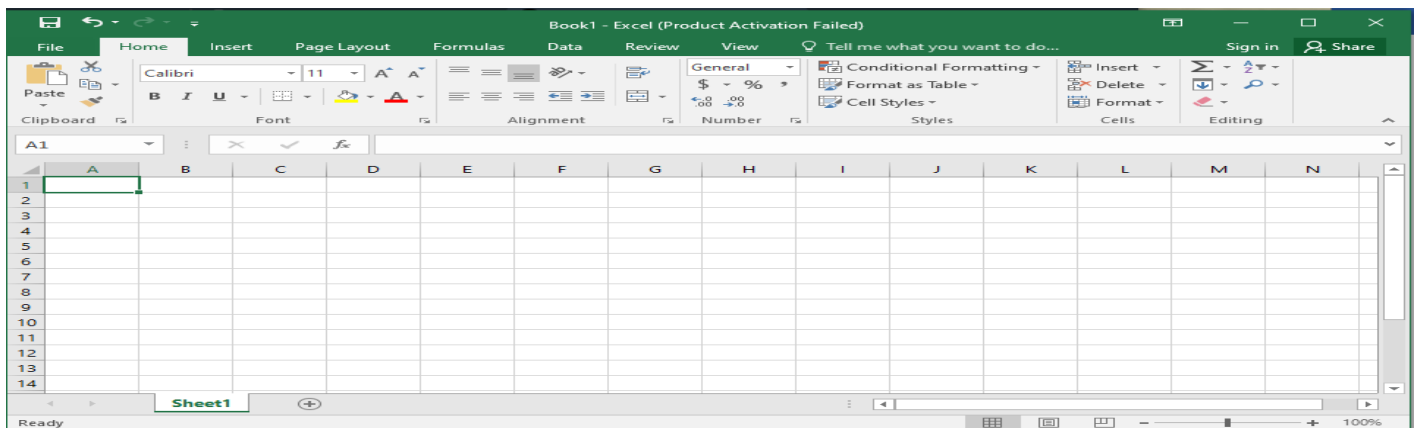 Book1 - Excel (Product Activation Failed)
File Home Insert Page Layout Formulas Data Review View Tell me what you want to do... Sign in Share
Calibri 11 A A General Conditional Formatting Insert Σ
Paste B I U A $ % , Format as Table Delete
Cell Styles Format
Clipboard Font Alignment Number Styles Cells Editing
A1 fx
A B C D E F G H I J K L M N
1
2
3
4
5
6
7
8
9
10
11
12
13
14
Sheet1
Ready 100%